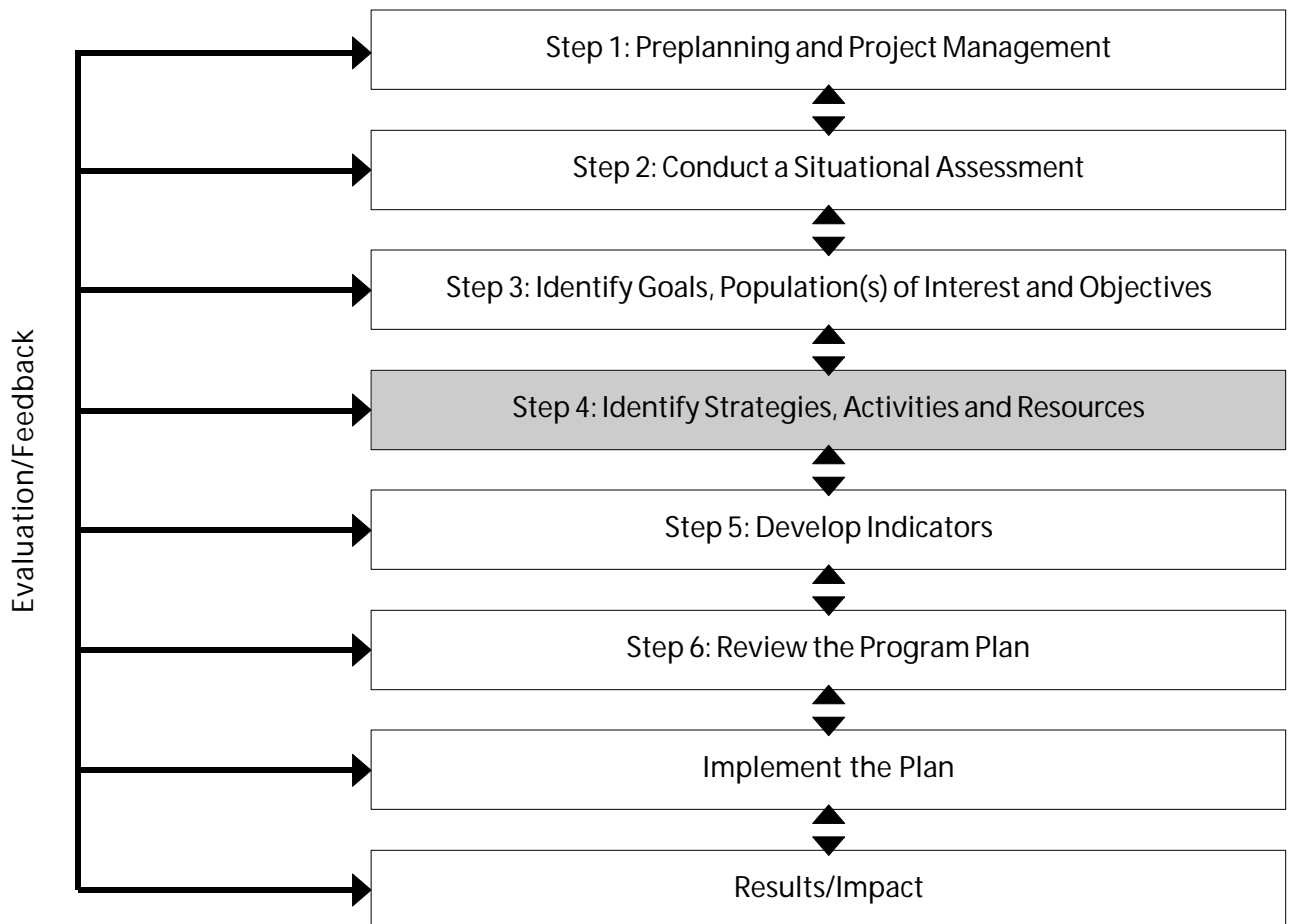 Step 1: Preplanning and Project Management
Step 2: Conduct a Situational Assessment
Step 3: Identify Goals, Population(s) of Interest and Objectives
Evaluation/Feedback
Step 4: Identify Strategies, Activities and Resources
Step 5: Develop Indicators
Step 6: Review the Program Plan
Implement the Plan
Results/Impact